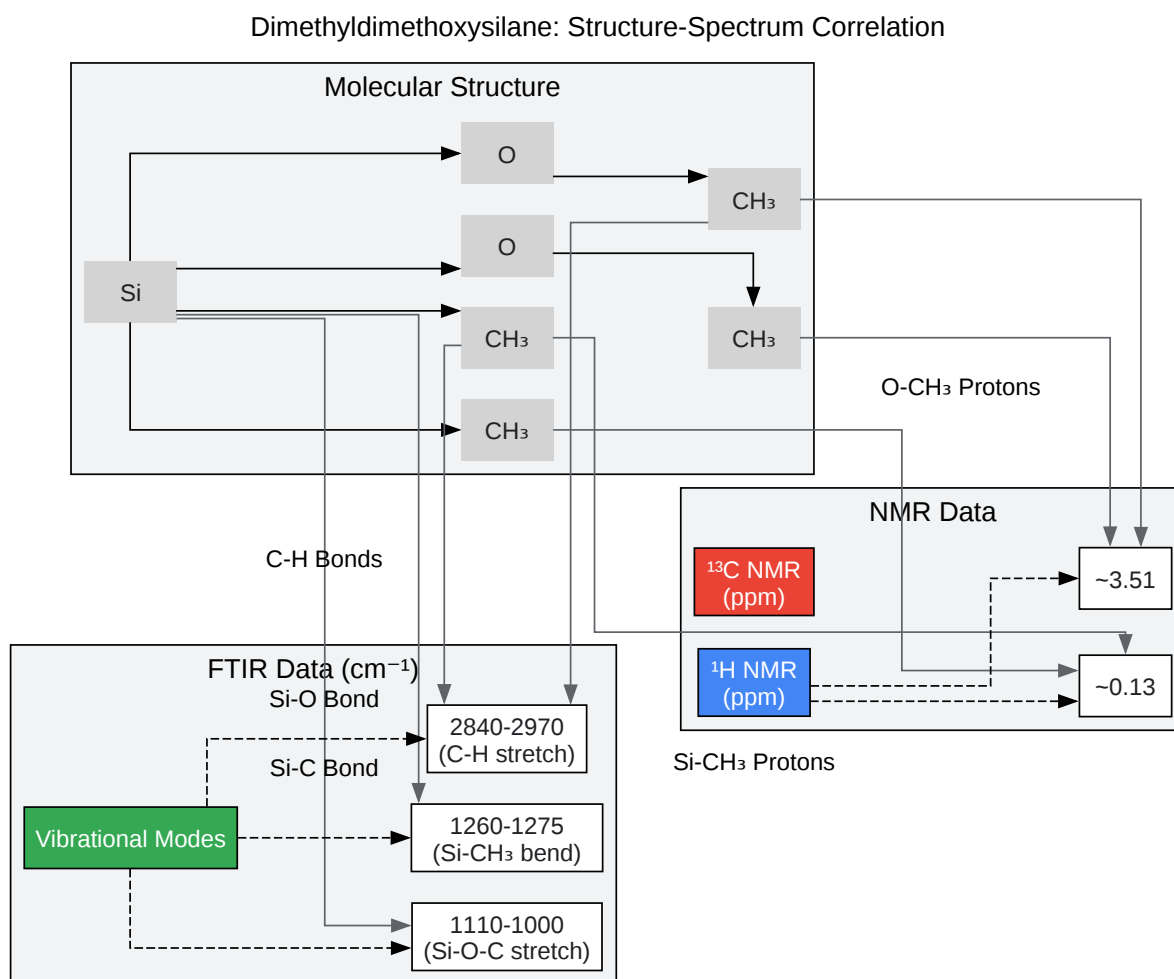 Dimethyldimethoxysilane: Structure-Spectrum Correlation
Molecular Structure
O
CH₃
O
Si
CH₃
CH₃
CH₃
O-CH₃ Protons
NMR Data
C-H Bonds
¹³C NMR
(ppm)
~3.51
FTIR Data (cm⁻¹)
¹H NMR
(ppm)
~0.13
Si-O Bond
2840-2970
(C-H stretch)
Si-C Bond
Si-CH₃ Protons
Vibrational Modes
1260-1275
(Si-CH₃ bend)
1110-1000
(Si-O-C stretch)